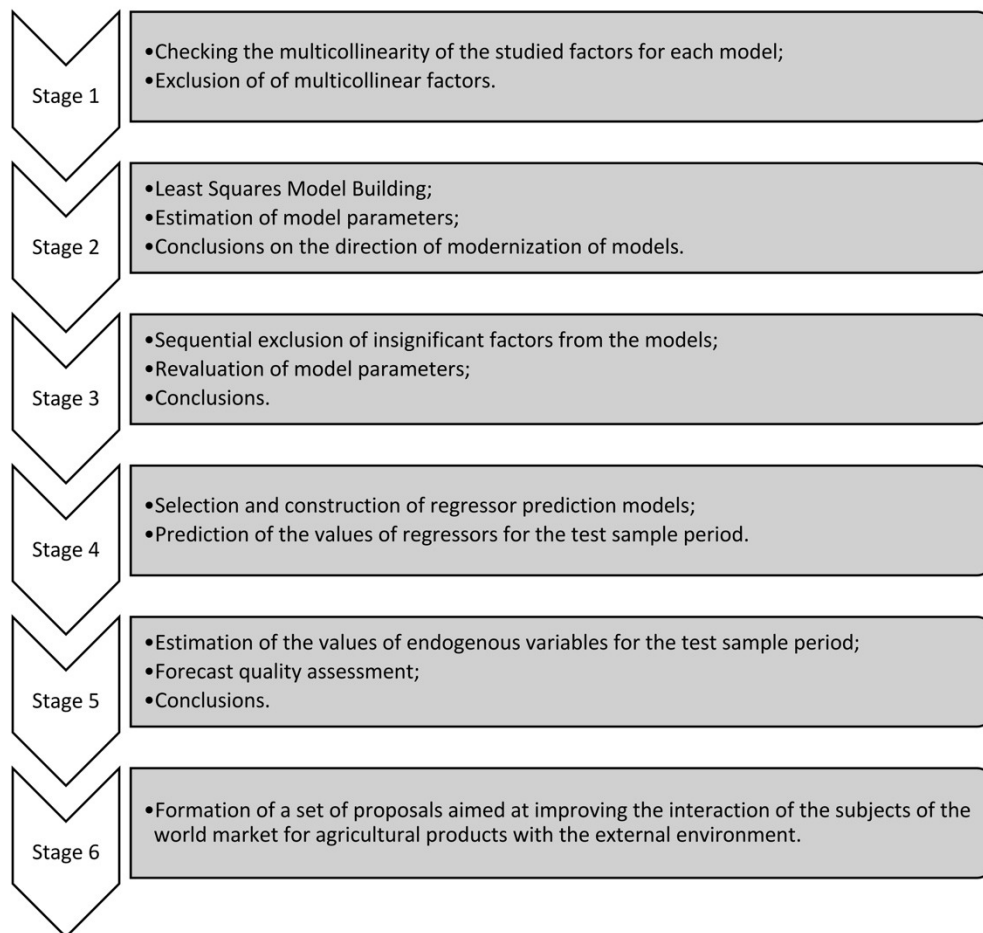 Stage 1
•Checking the multicollinearity of the studied factors for each model;
•Exclusion of of multicollinear factors.
Stage 2
•Least Squares Model Building;
•Estimation of model parameters;
•Conclusions on the direction of modernization of models.
Stage 3
•Sequential exclusion of insignificant factors from the models;
•Revaluation of model parameters;
•Conclusions.
Stage 4
•Selection and construction of regressor prediction models;
•Prediction of the values of regressors for the test sample period.
Stage 5
•Estimation of the values of endogenous variables for the test sample period;
•Forecast quality assessment;
•Conclusions.
Stage 6
•Formation of a set of proposals aimed at improving the interaction of the subjects of the
world market for agricultural products with the external environment.